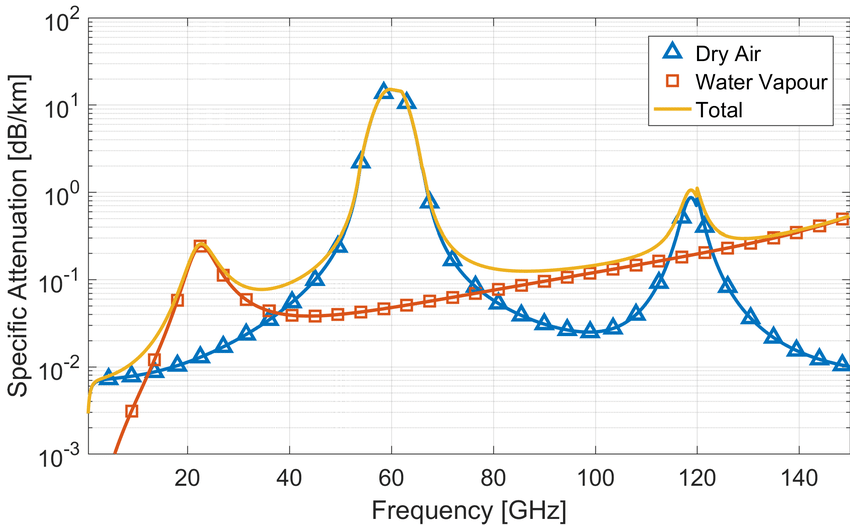 10^2
10^1
10^0
10^-1
10^-2
10^-3
Specific Attenuation [dB/km]
Dry Air
Water Vapour
Total
20 40 60 80 100 120 140
Frequency [GHz]